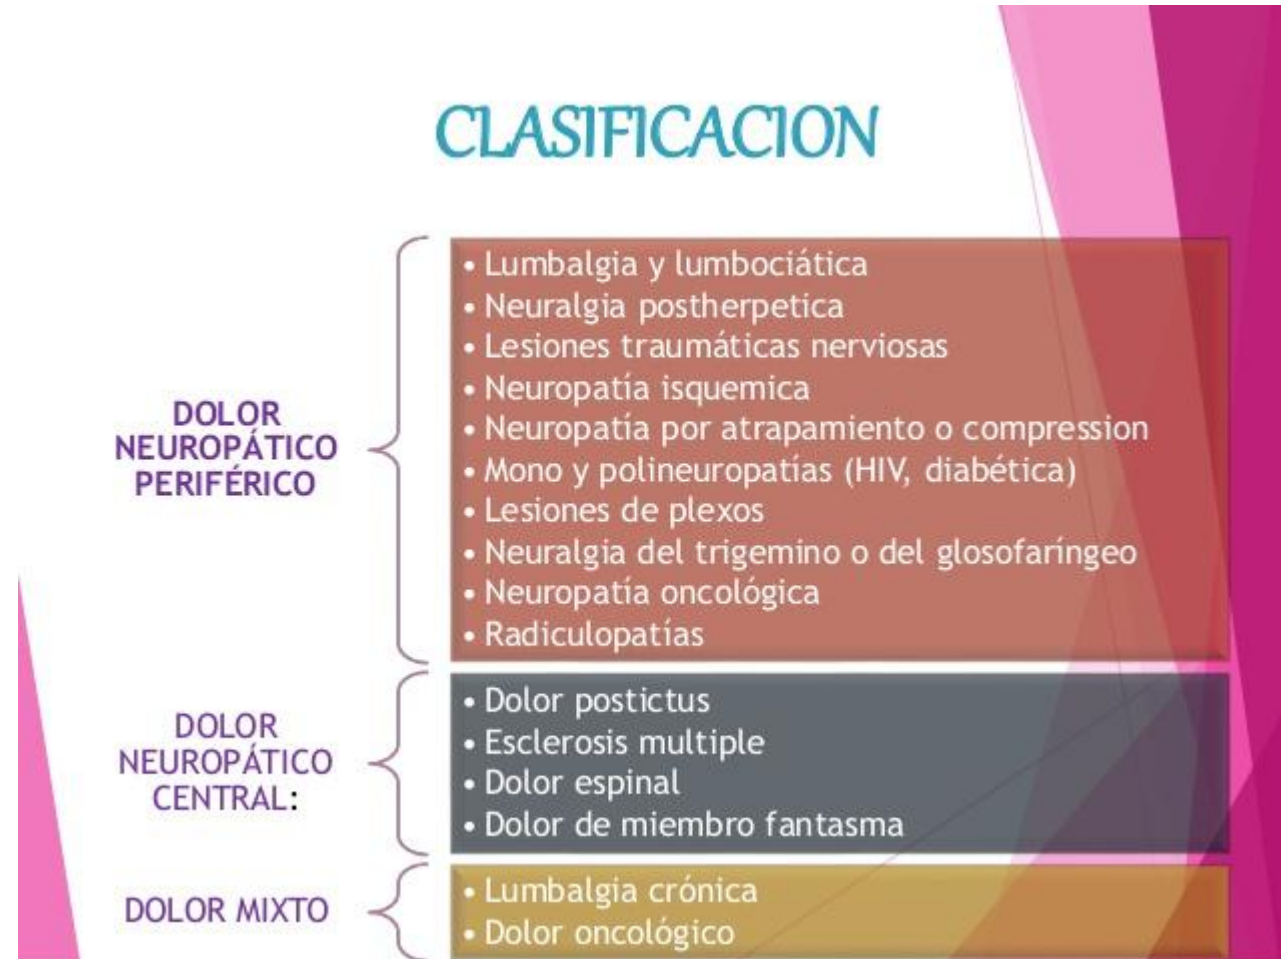 CLASIFICACION
DOLOR
NEUROPÁTICO
PERIFÉRICO
• Lumbalgia y lumbociática
• Neuralgia postherpetica
• Lesiones traumáticas nerviosas
• Neuropatía isquemica
• Neuropatía por atrapamiento o compression
• Mono y polineuropatías (HIV, diabética)
• Lesiones de plexos
• Neuralgia del trigemino o del glosofaríngeo
• Neuropatía oncológica
• Radiculopatías
DOLOR
NEUROPÁTICO
CENTRAL:
• Dolor postictus
• Esclerosis multiple
• Dolor espinal
• Dolor de miembro fantasma
DOLOR MIXTO
• Lumbalgia crónica
• Dolor oncológico